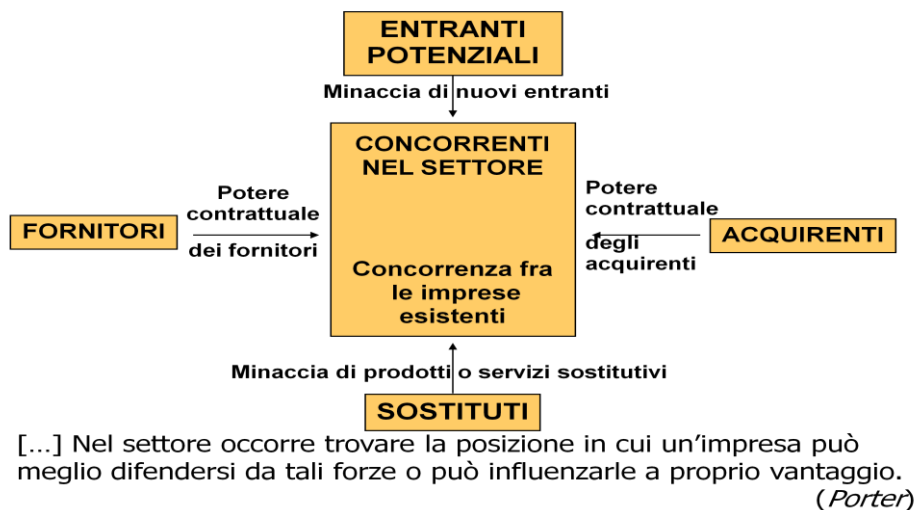 ENTRANTI
POTENZIALI
Minaccia di nuovi entranti
CONCORRENTI
NEL SETTORE
Potere
contrattuale
dei fornitori
FORNITORI
Potere
contrattuale
degli
acquirenti
ACQUIRENTI
Concorrenza fra
le imprese
esistenti
Minaccia di prodotti o servizi sostitutivi
SOSTITUTI
[...] Nel settore occorre trovare la posizione in cui un'impresa può
meglio difendersi da tali forze o può influenzarle a proprio vantaggio.
(Porter)